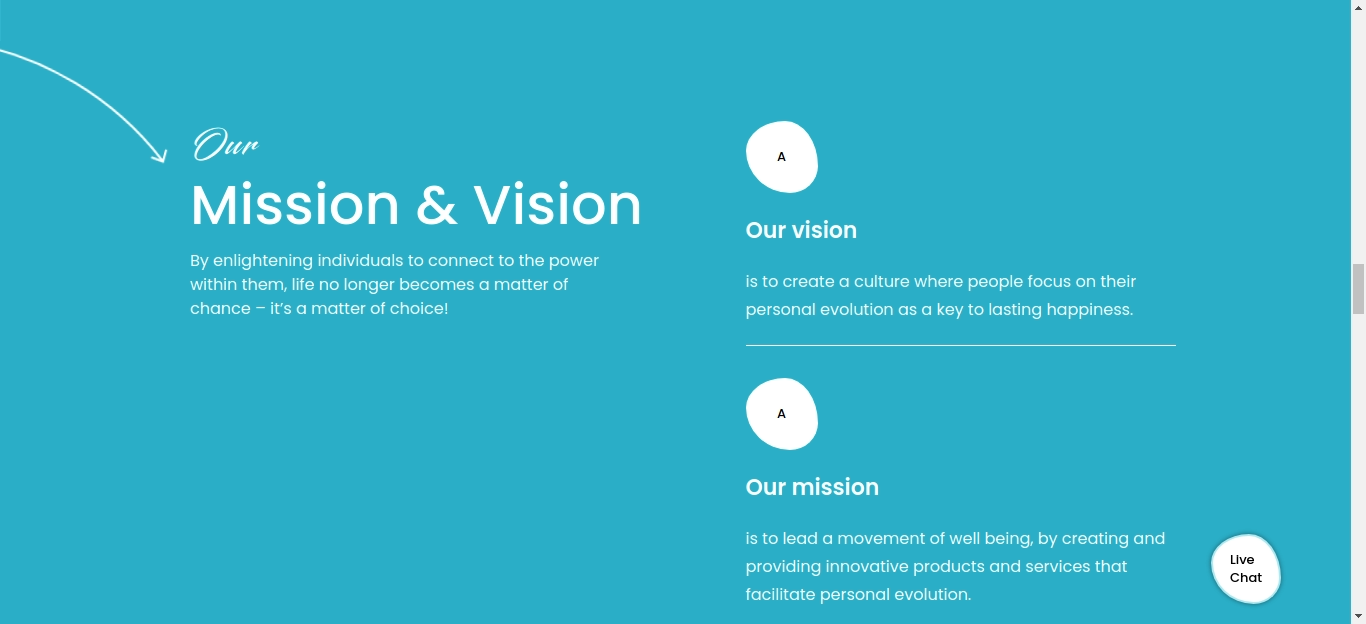 Our
Mission & Vision
By enlightening individuals to connect to the power
within them, life no longer becomes a matter of
chance – it’s a matter of choice!
A
Our vision
is to create a culture where people focus on their
personal evolution as a key to lasting happiness.
A
Our mission
is to lead a movement of well being, by creating and
providing innovative products and services that
facilitate personal evolution.
Live
Chat